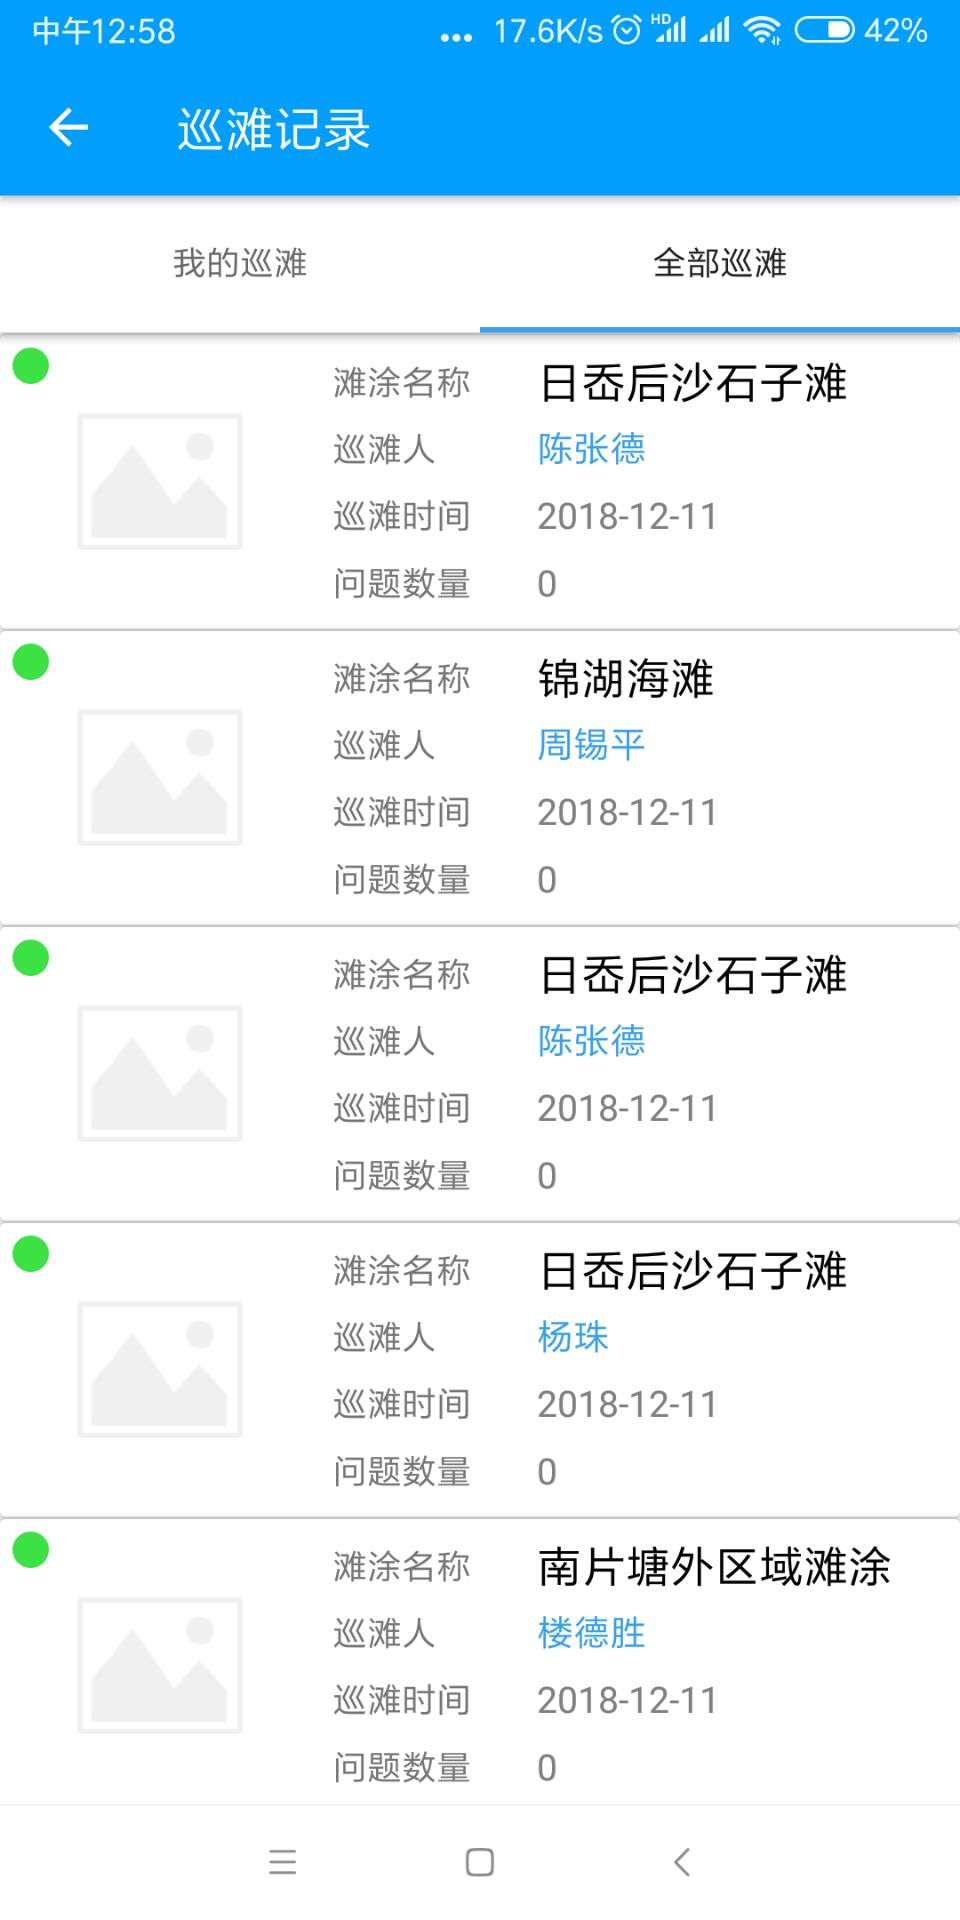 中午12:58 ... 17.6K/s HD 42%
巡滩记录
我的巡滩 全部巡滩
滩涂名称 日岙后沙石子滩
巡滩人 陈张德
巡滩时间 2018-12-11
问题数量 0
滩涂名称 锦湖海滩
巡滩人 周锡平
巡滩时间 2018-12-11
问题数量 0
滩涂名称 日岙后沙石子滩
巡滩人 陈张德
巡滩时间 2018-12-11
问题数量 0
滩涂名称 日岙后沙石子滩
巡滩人 杨珠
巡滩时间 2018-12-11
问题数量 0
滩涂名称 南片塘外区域滩涂
巡滩人 楼德胜
巡滩时间 2018-12-11
问题数量 0